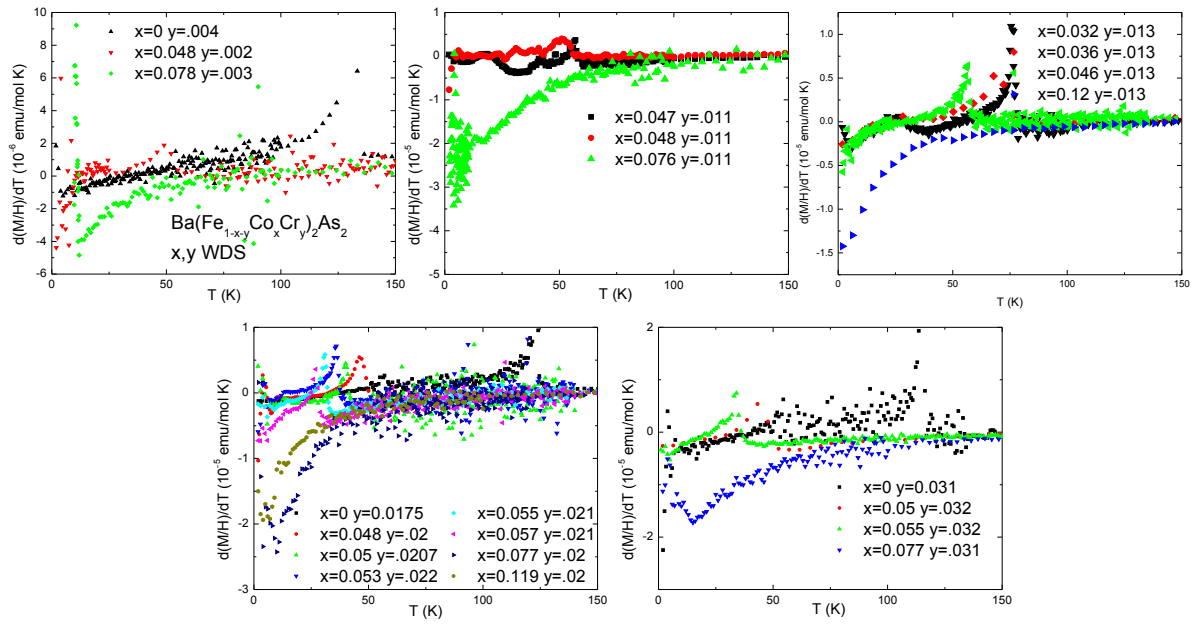 x=0 y=.004
x=0.048 y=.002
x=0.078 y=.003
Ba(Fe1-x-yCoxCry)2As2
x,y WDS
d(M/H)/dT (10-6 emu/mol K)
10
8
6
4
2
0
-2
-4
-6
0 50 100 150
T (K)
x=0.047 y=.011
x=0.048 y=.011
x=0.076 y=.011
d(M/H)/dT (10-5 emu/mol K)
1
0
-1
-2
-3
-4
-5
0 50 100 150
T (K)
x=0.032 y=.013
x=0.036 y=.013
x=0.046 y=.013
x=0.12 y=.013
d(M/H)/dT (10-5 emu/mol K)
1.0
0.5
0.0
-0.5
-1.0
-1.5
0 50 100 150
T (K)
x=0 y=0.0175
x=0.048 y=.02
x=0.05 y=.0207
x=0.053 y=.022
x=0.055 y=.021
x=0.057 y=.021
x=0.077 y=.02
x=0.119 y=.02
d(M/H)/dT (10-5 emu/mol K)
1
0
-1
-2
-3
0 50 100 150
T (K)
x=0 y=0.031
x=0.05 y=.032
x=0.055 y=.032
x=0.077 y=.031
d(M/H)/dT (10-5 emu/mol K)
2
0
-2
0 50 100 150
T (K)